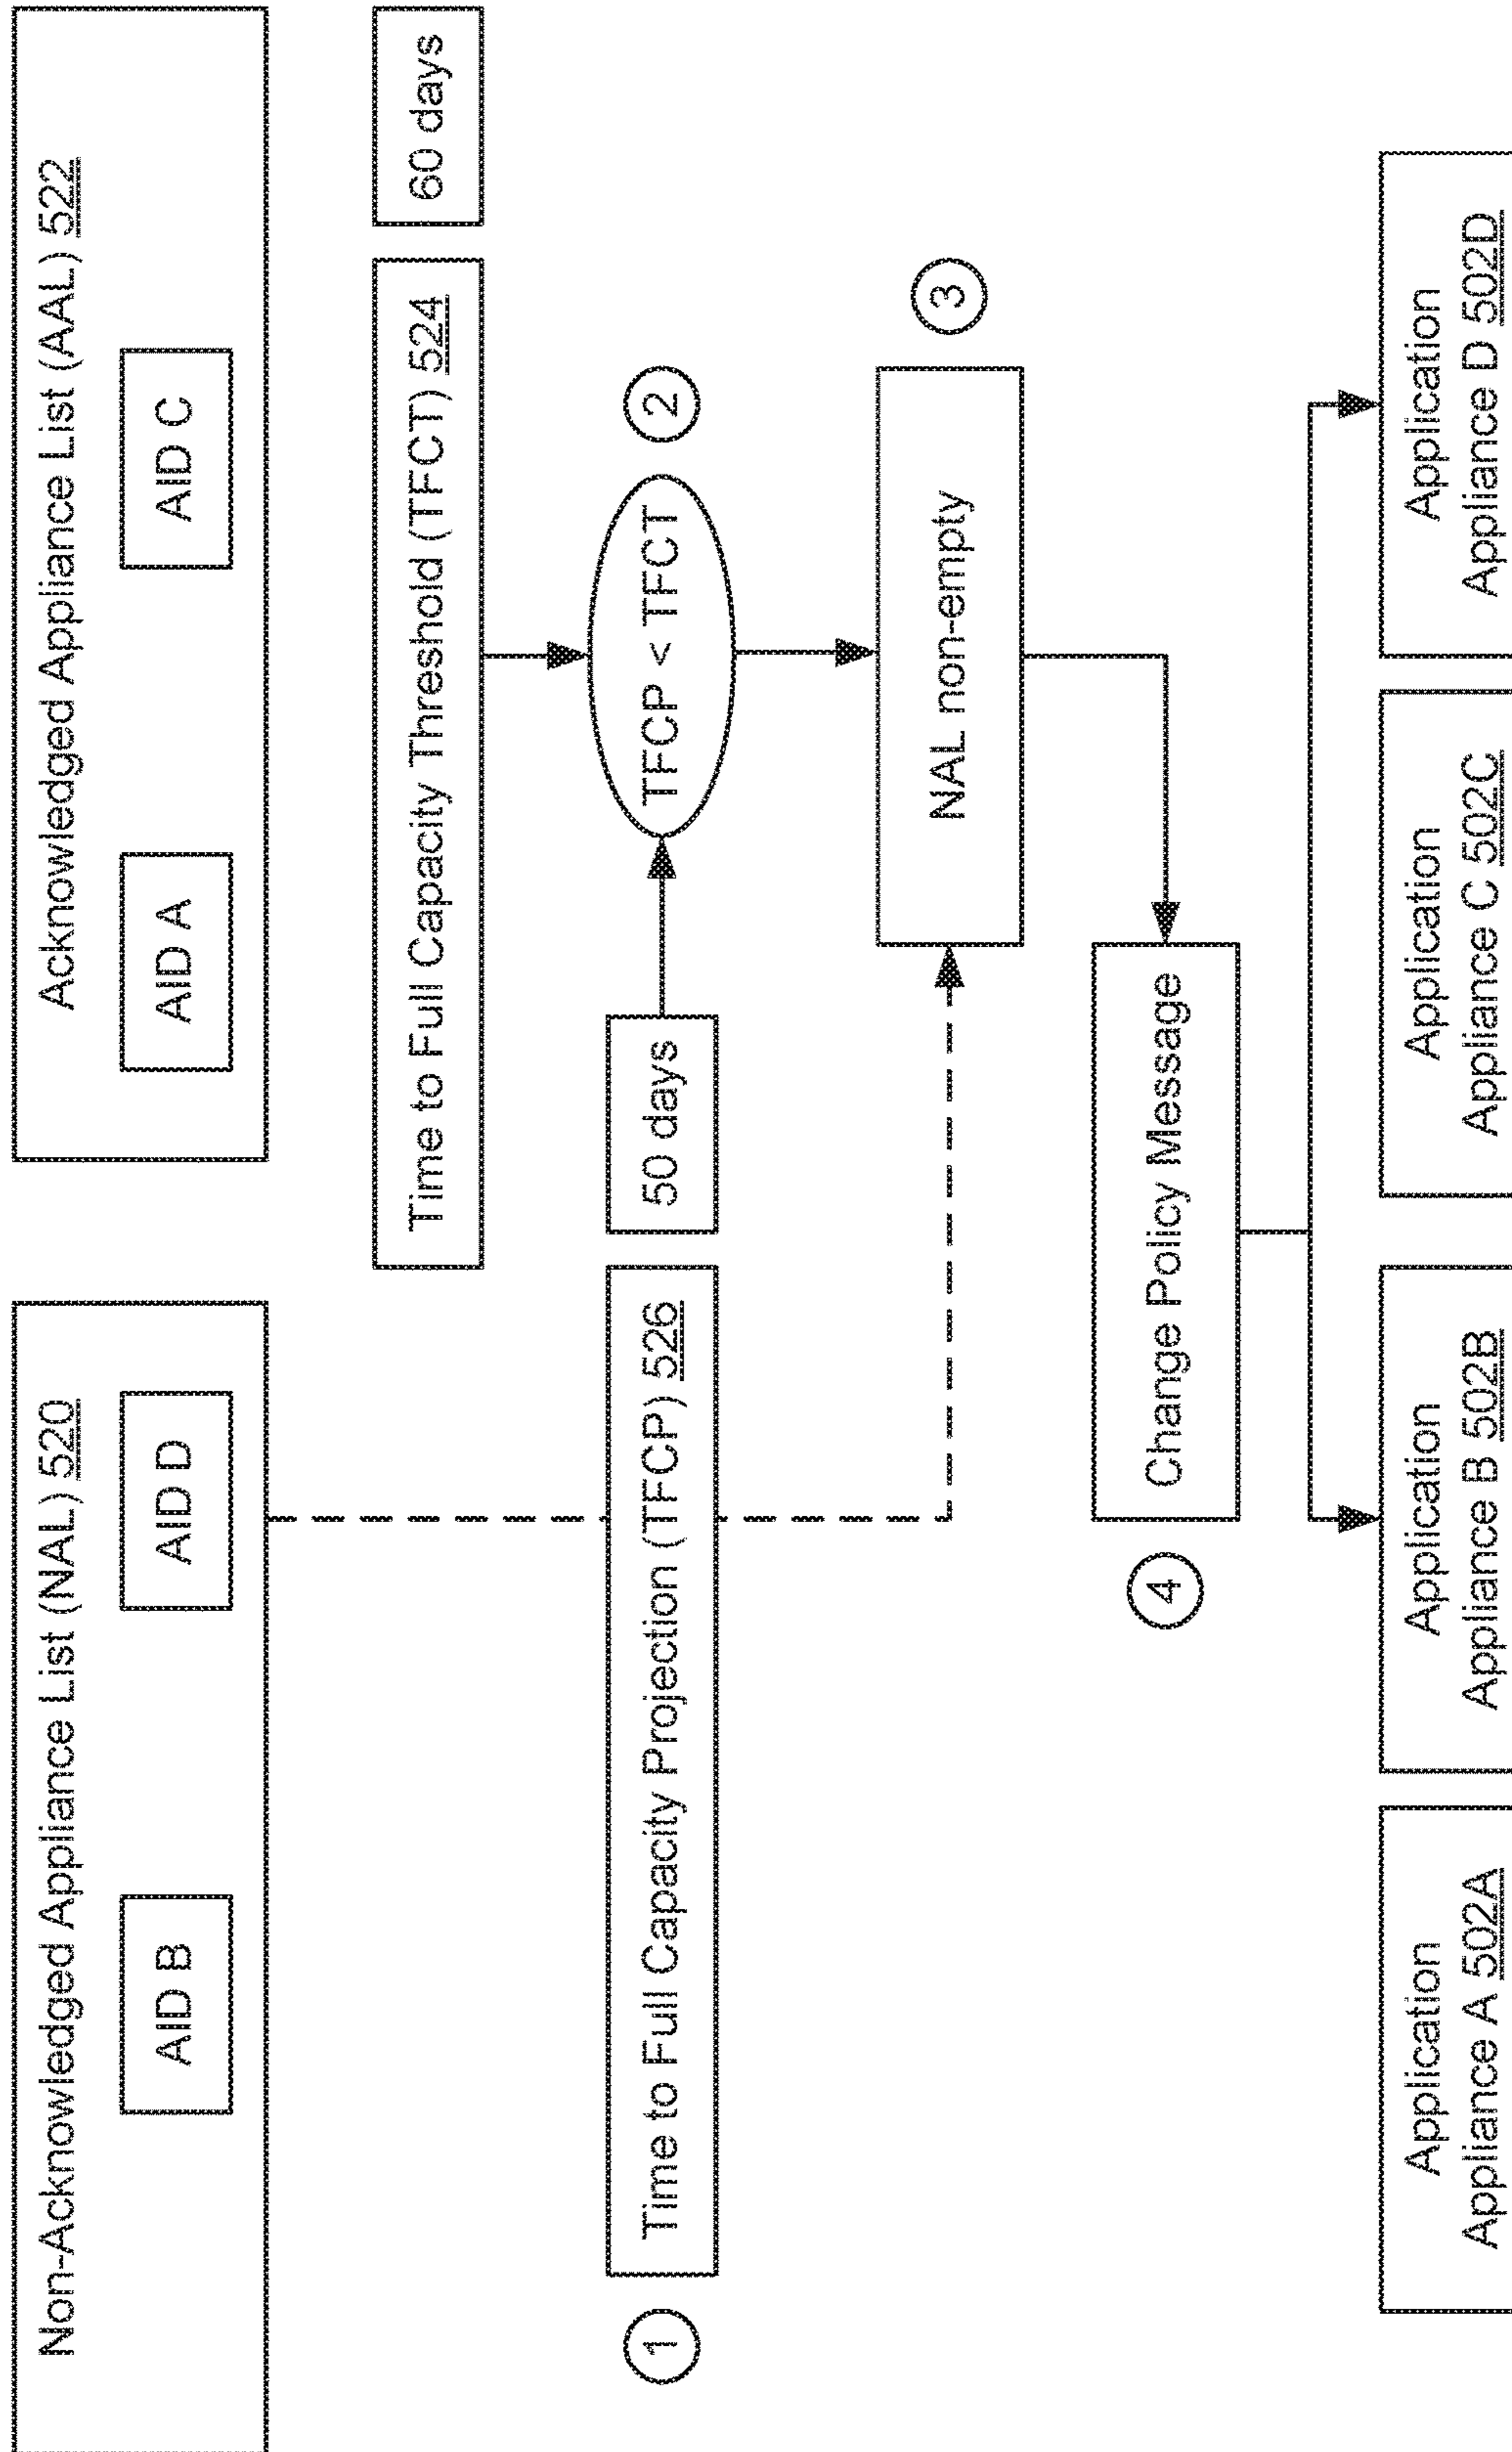 Non-Acknowledged Appliance List (NAL) 520
AID B
AID D
Acknowledged Appliance List (AAL) 522
AID A
AID C
Time to Full Capacity Threshold (TFCT) 524
60 days
1
Time to Full Capacity Projection (TFCP) 526
50 days
TFCP < TFCT
2
NAL non-empty
3
4
Change Policy Message
Application
Appliance A 502A
Application
Appliance B 502B
Application
Appliance C 502C
Application
Appliance D 502D